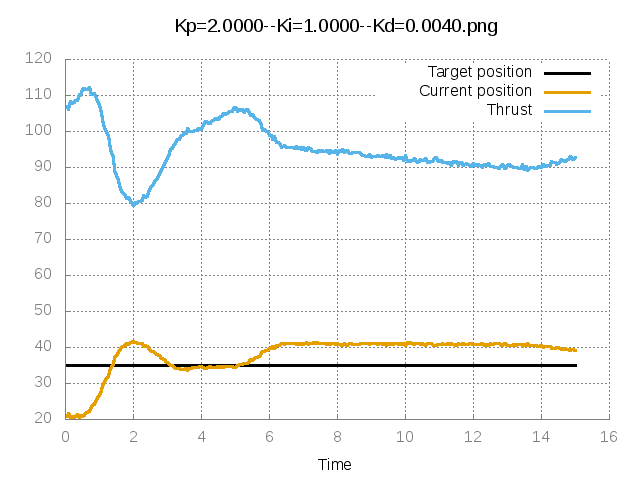 Kp=2.0000--Ki=1.0000--Kd=0.0040.png
120
110
100
90
80
70
60
50
40
30
20
Target position
Current position
Thrust
0 2 4 6 8 10 12 14 16
Time